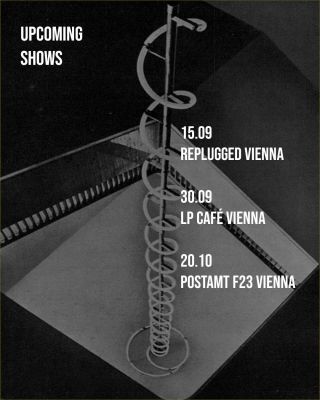 UPCOMING
SHOWS
15.09
REPLUGGED VIENNA
30.09
LP CAFÉ VIENNA
20.10
POSTAMT F23 VIENNA